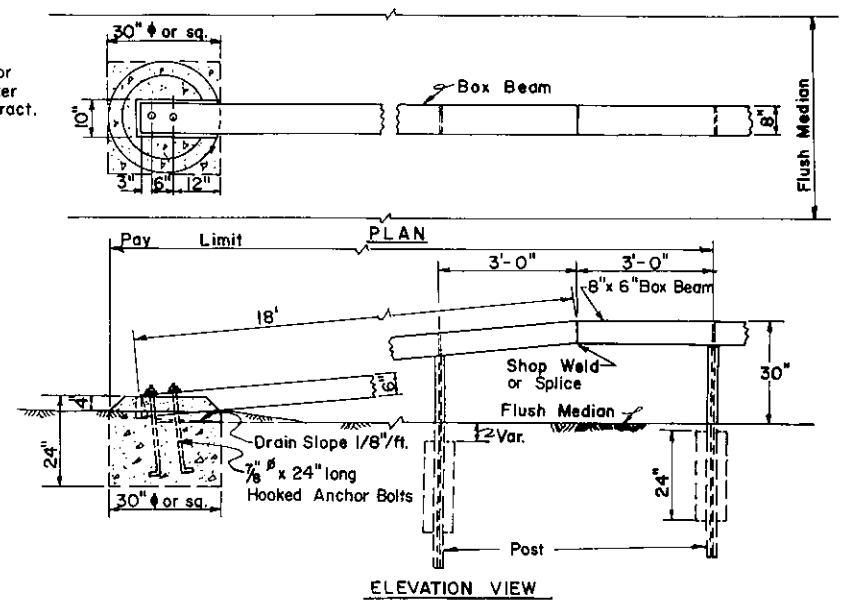 30" ϕ or sq.
or
ract.
Box Beam
10"
8"
Flush Median
3" 6" 12"
PLAN
Pay Limit
3'-0" 3'-0"
8" x 6" Box Beam
18'
6"
30"
Shop Weld
or Splice
4"
Flush Median
Var.
24"
Drain Slope 1/8"/ft.
7/8" ϕ x 24" long
Hooked Anchor Bolts
24"
30" ϕ or sq.
Post
ELEVATION VIEW